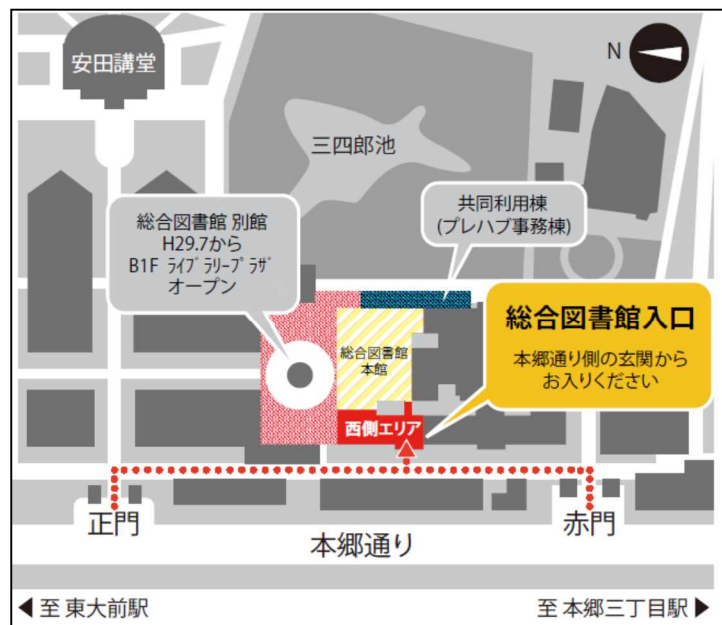 安田講堂
N
三四郎池
総合図書館 別館
H29.7から
B1F ﾗｲﾌﾞﾗﾘｰﾌﾟﾗｻﾞ
オープン
共同利用棟
(プレハブ事務棟)
総合図書館入口
本郷通り側の玄関から
お入りください
総合図書館
本館
西側エリア
正門
赤門
本郷通り
◀ 至 東大前駅
至 本郷三丁目駅 ▶